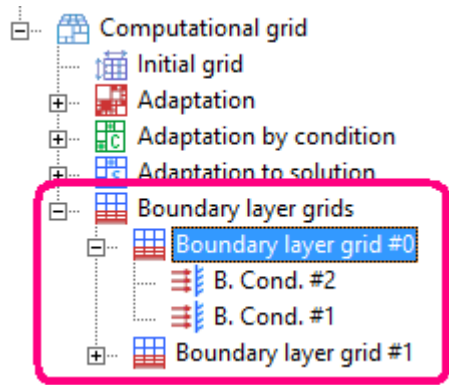 Computational grid
Initial grid
Adaptation
Adaptation by condition
Adaptation to solution
Boundary layer grids
Boundary layer grid #0
B. Cond. #2
B. Cond. #1
Boundary layer grid #1